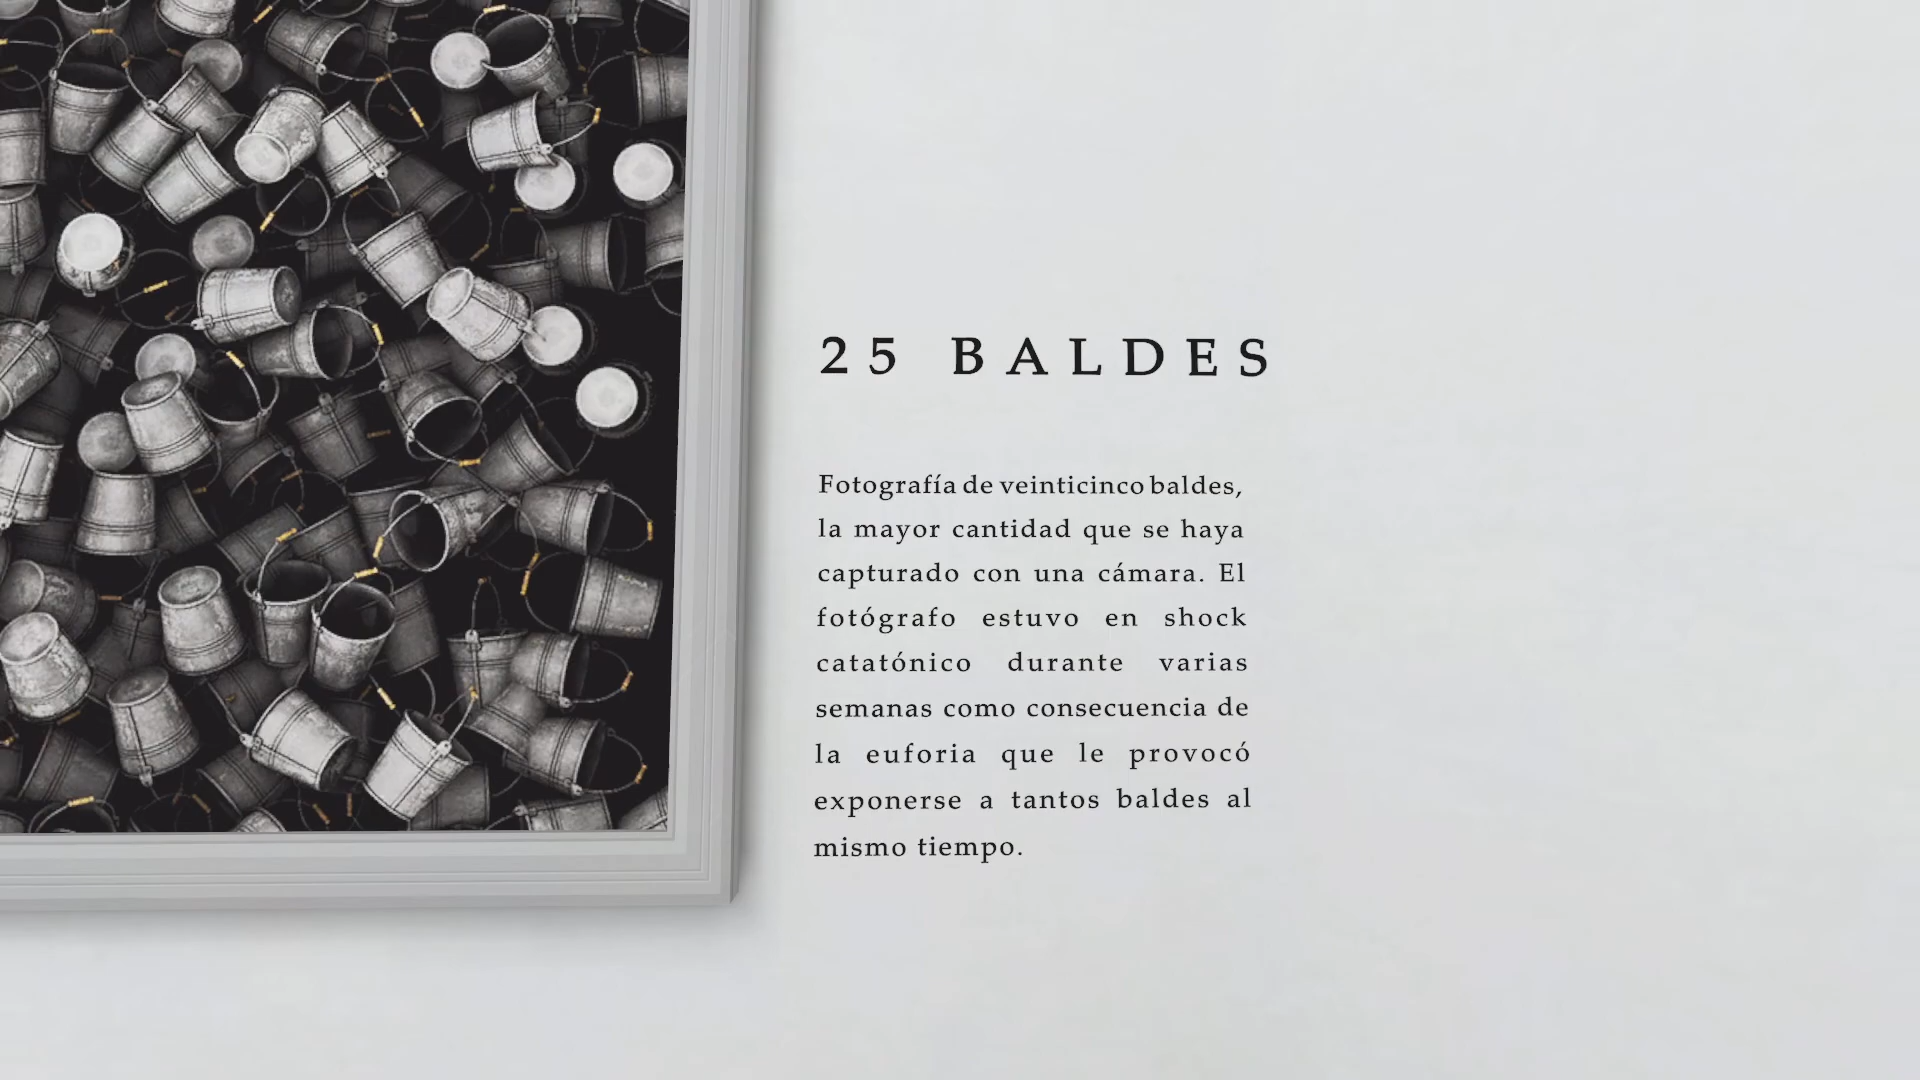 25 BALDES
Fotografía de veinticinco baldes,
la mayor cantidad que se haya
capturado con una cámara. El
fotógrafo estuvo en shock
catatónico durante varias
semanas como consecuencia de
la euforia que le provocó
exponerse a tantos baldes al
mismo tiempo.